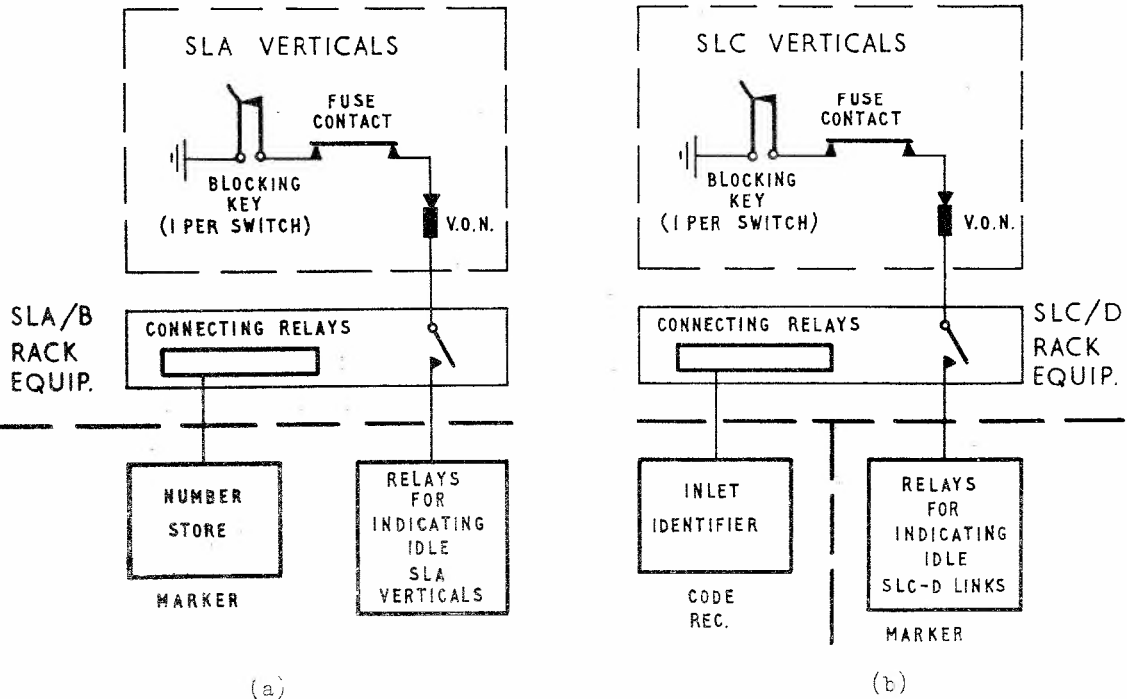 SLA VERTICALS
FUSE
CONTACT
BLOCKING
KEY
(1 PER SWITCH)
V.O.N.
SLA/B
RACK
EQUIP.
CONNECTING RELAYS
NUMBER
STORE
MARKER
RELAYS
FOR
INDICATING
IDLE
SLA
VERTICALS
(a)
SLC VERTICALS
FUSE
CONTACT
BLOCKING
KEY
(1 PER SWITCH)
V.O.N.
CONNECTING RELAYS
SLC/D
RACK
EQUIP.
INLET
IDENTIFIER
CODE
REC.
RELAYS
FOR
INDICATING
IDLE
SLC-D LINKS
MARKER
(b)